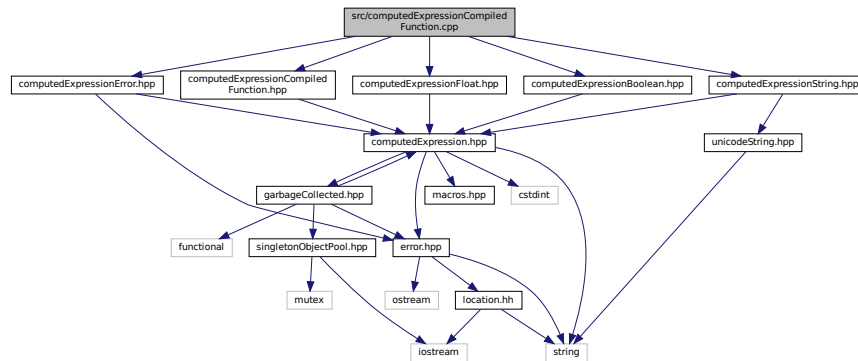 src/computedExpressionCompiled
Function.cpp
computedExpressionError.hpp
computedExpressionCompiled
Function.hpp
computedExpressionFloat.hpp
computedExpressionBoolean.hpp
computedExpressionString.hpp
computedExpression.hpp
unicodeString.hpp
garbageCollected.hpp
macros.hpp
cstdint
functional
singletonObjectPool.hpp
error.hpp
mutex
ostream
location.hh
iostream
string